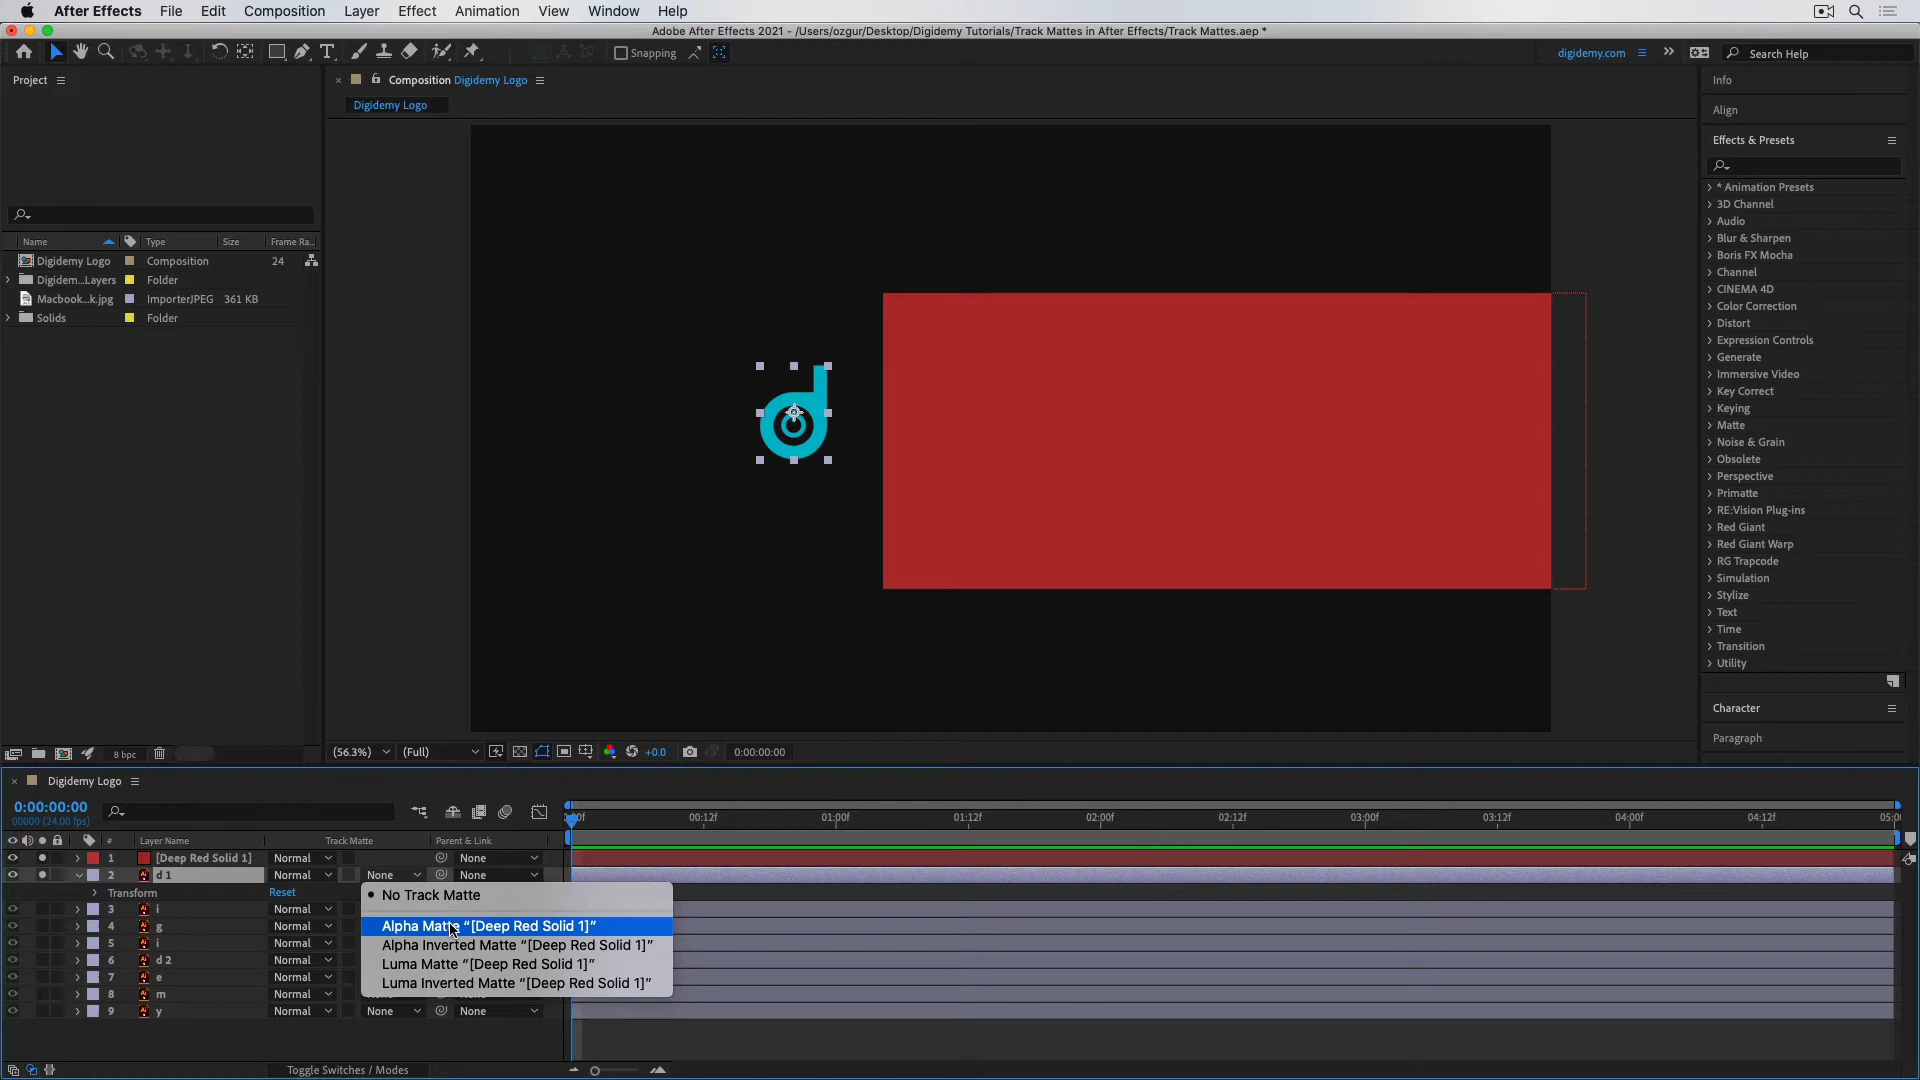 After Effects File Edit Composition Layer Effect Animation View Window Help
Adobe After Effects 2021 - /Users/ozgur/Desktop/Digidemy Tutorials/Track Mattes in After Effects/Track Mattes.aep *
Snapping digidemy.com Search Help
Project
Composition Digidemy Logo
Digidemy Logo
Name Type Size Frame Ra...
Digidemy Logo Composition 24
Digidem...Layers Folder
Macbook...k.jpg ImporterJPEG 361 KB
Solids Folder
Info
Align
Effects & Presets
* Animation Presets
3D Channel
Audio
Blur & Sharpen
Boris FX Mocha
Channel
CINEMA 4D
Color Correction
Distort
Expression Controls
Generate
Immersive Video
Key Correct
Keying
Matte
Noise & Grain
Obsolete
Perspective
Primatte
RE:Vision Plug-ins
Red Giant
Red Giant Warp
RG Trapcode
Simulation
Stylize
Text
Time
Transition
Utility
Character
Paragraph
8 bpc
(56.3%) (Full) +0.0 0:00:00:00
Digidemy Logo
0:00:00:00
00000 (24.00 fps)
00:12f 01:00f 01:12f 02:00f 02:12f 03:00f 03:12f 04:00f 04:12f 05:00
# Layer Name Track Matte Parent & Link
1 [Deep Red Solid 1] Normal None
2 d 1 Normal None None
Transform Reset
3 i Normal
4 g Normal
5 i Normal
6 d 2 Normal
7 e Normal
8 m Normal
9 y Normal None None
No Track Matte
Alpha Matte “[Deep Red Solid 1]”
Alpha Inverted Matte “[Deep Red Solid 1]”
Luma Matte “[Deep Red Solid 1]”
Luma Inverted Matte “[Deep Red Solid 1]”
Toggle Switches / Modes